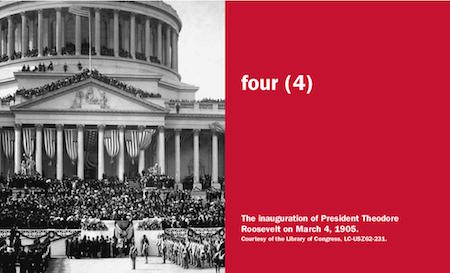 four (4)
The inauguration of President Theodore
Roosevelt on March 4, 1905.
Courtesy of the Library of Congress, LC-USZ62-231.